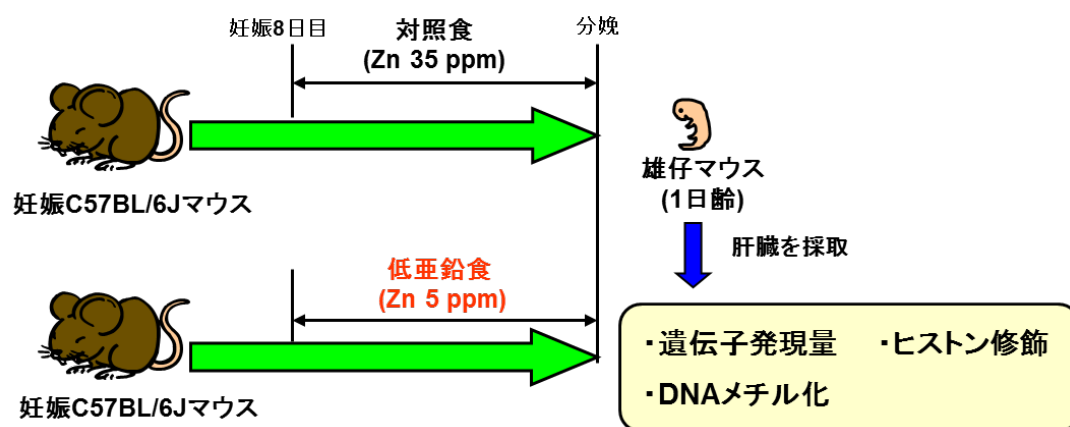 妊娠8日目
対照食
(Zn 35 ppm)
分娩
妊娠C57BL/6Jマウス
雄仔マウス
(1日齢)
肝臓を採取
低亜鉛食
(Zn 5 ppm)
妊娠C57BL/6Jマウス
・遺伝子発現量 ・ヒストン修飾
・DNAメチル化